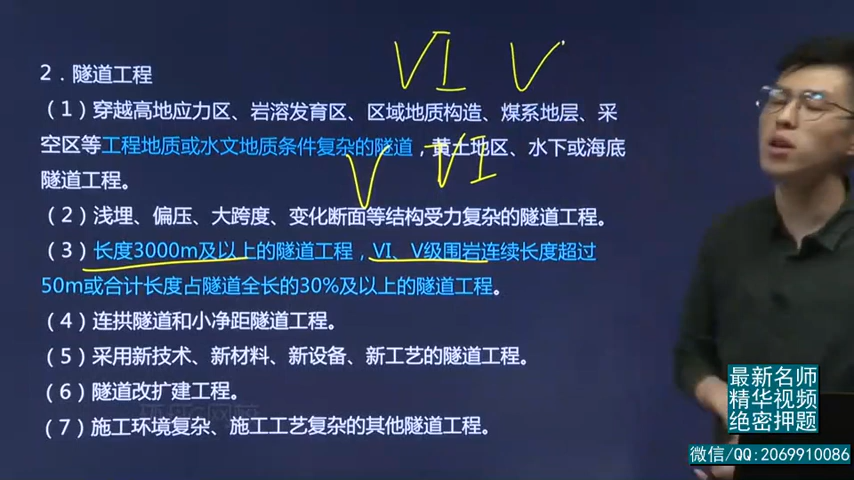 VI V
2．隧道工程
（1）穿越高地应力区、岩溶发育区、区域地质构造、煤系地层、采
空区等工程地质或水文地质条件复杂的隧道，黄土地区、水下或海底
隧道工程。
V VI
（2）浅埋、偏压、大跨度、变化断面等结构受力复杂的隧道工程。
（3）长度3000m及以上的隧道工程，VI、V级围岩连续长度超过
50m或合计长度占隧道全长的30%及以上的隧道工程。
（4）连拱隧道和小净距隧道工程。
（5）采用新技术、新材料、新设备、新工艺的隧道工程。
（6）隧道改扩建工程。
（7）施工环境复杂、施工工艺复杂的其他隧道工程。
最新名师
精华视频
绝密押题
微信/QQ:2069910086